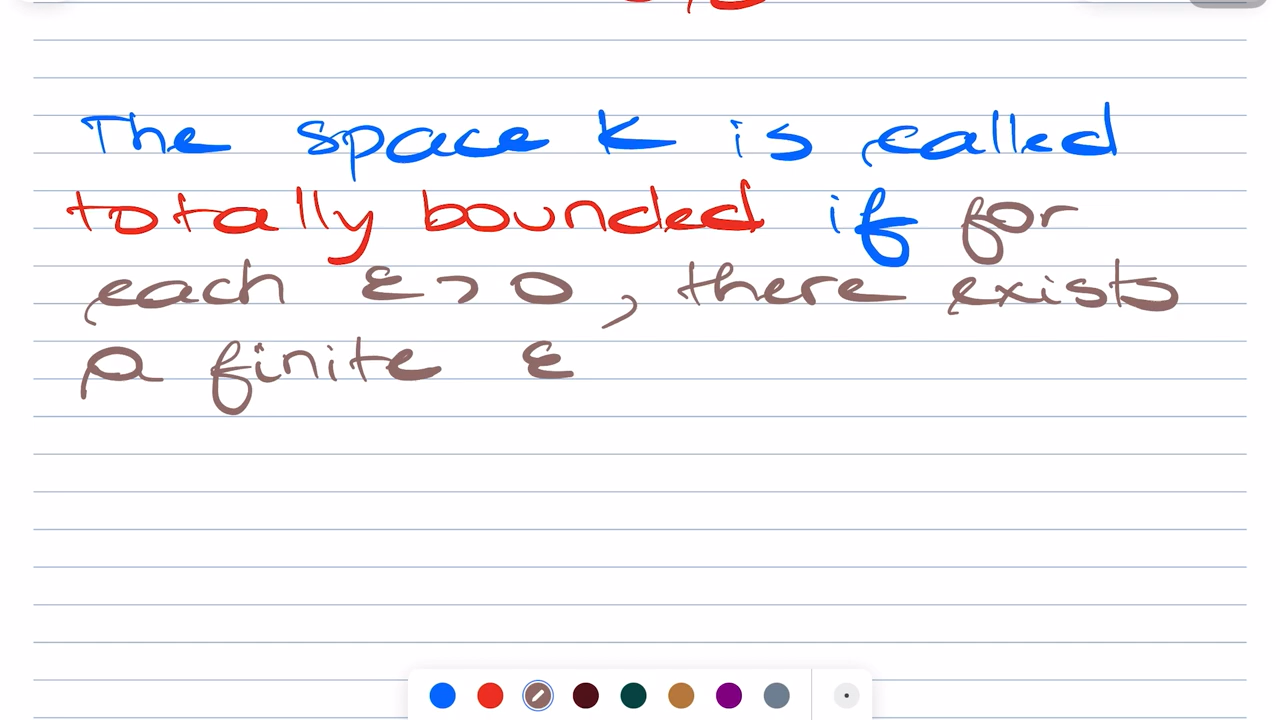 The space K is called
totally bounded if for
each ε > 0, there exists
a finite ε